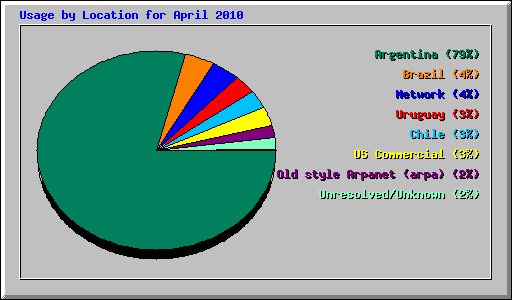 Usage by Location for April 2010
Argentina (79%)
Brazil (4%)
Network (4%)
Uruguay (3%)
Chile (3%)
US Commercial (3%)
Old style Arpanet (arpa) (2%)
Unresolved/Unknown (2%)